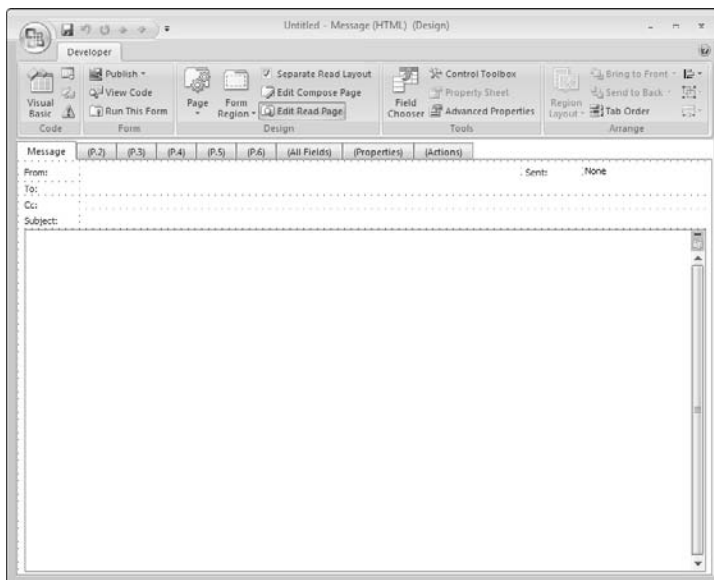 Untitled - Message (HTML) (Design)
Developer
Visual Basic
Publish
View Code
Run This Form
Page
Form Region
Separate Read Layout
Edit Compose Page
Edit Read Page
Field Chooser
Control Toolbox
Property Sheet
Advanced Properties
Region Layout
Bring to Front
Send to Back
Tab Order
Code Form Design Tools Arrange
Message (P.2) (P.3) (P.4) (P.5) (P.6) (All Fields) (Properties) (Actions)
From: Sent: None
To:
Cc:
Subject: